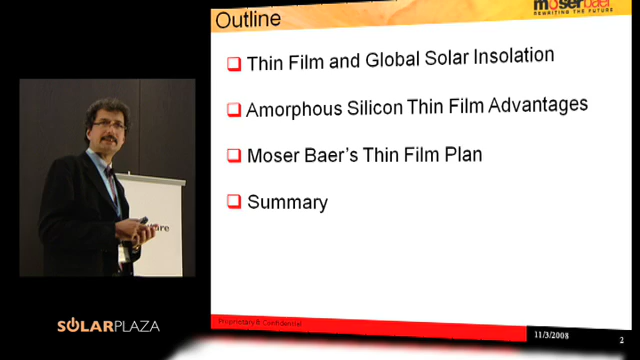 Outline
moserbaer
REWRITING THE FUTURE
Thin Film and Global Solar Insolation
Amorphous Silicon Thin Film Advantages
Moser Baer's Thin Film Plan
Summary
Proprietary & Confidential
11/3/2008
2
SOLARPLAZA